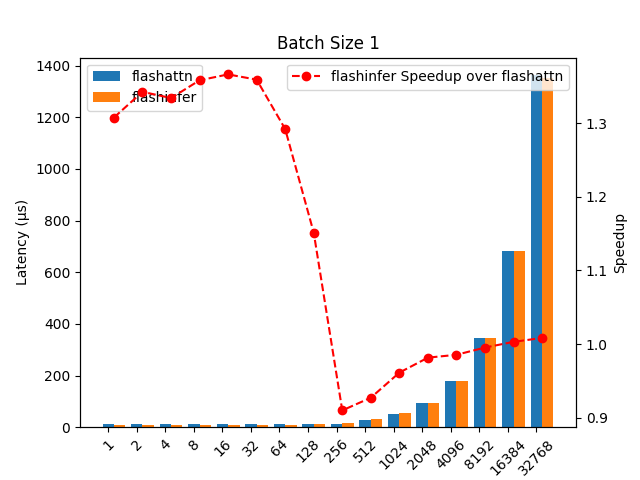 Batch Size 1
flashattn
flashinfer
flashinfer Speedup over flashattn
Latency (µs)
1400
1200
1000
800
600
400
200
0
Speedup
1.3
1.2
1.1
1.0
0.9
1 2 4 8 16 32 64 128 256 512 1024 2048 4096 8192 16384 32768